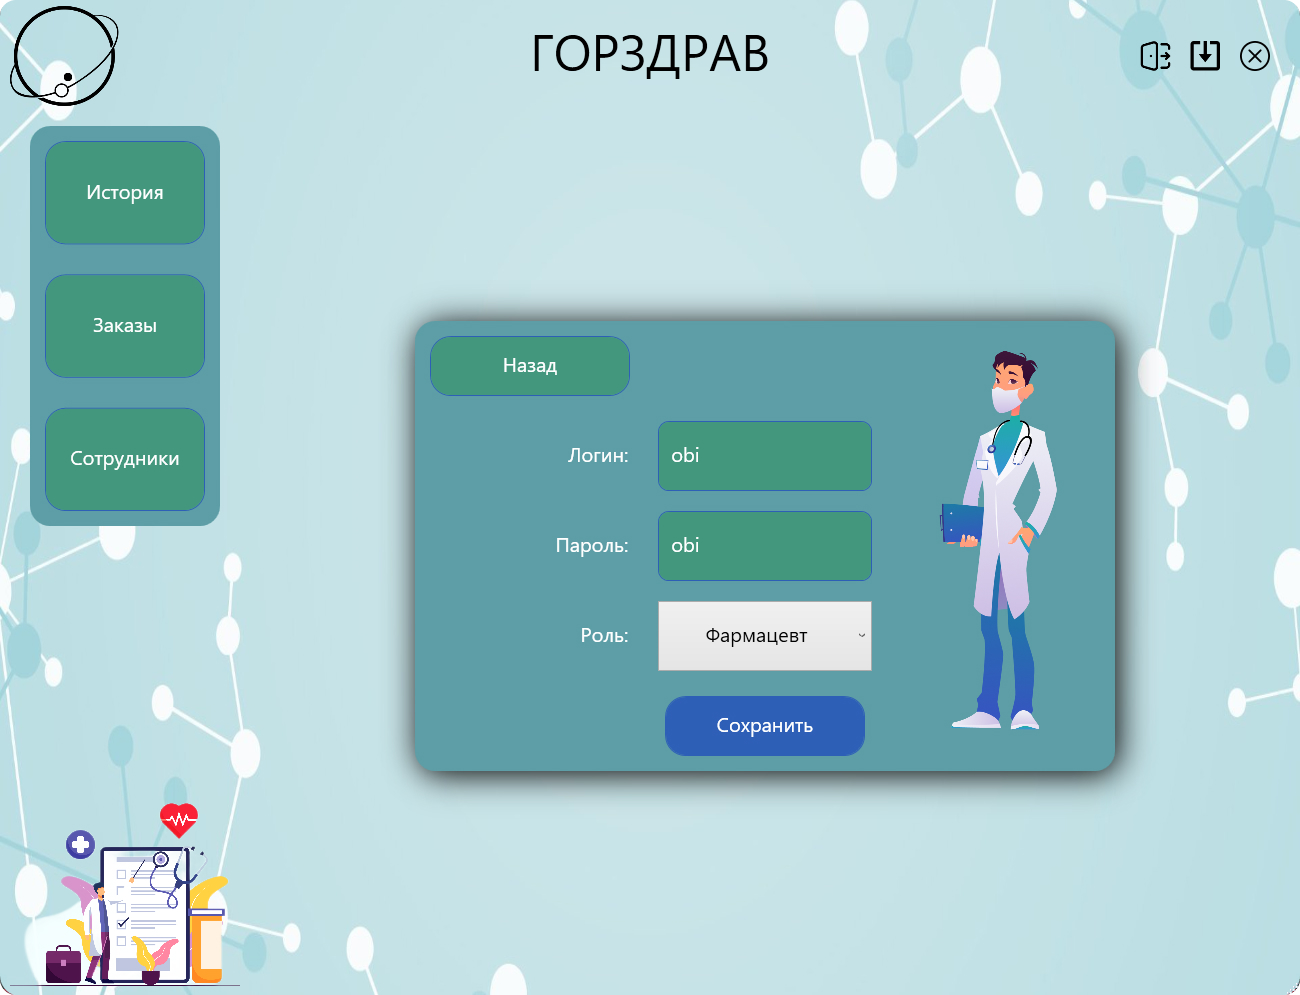 ГОРЗДРАВ
История
Заказы
Сотрудники
Назад
Логин: obi
Пароль: obi
Роль: Фармацевт
Сохранить